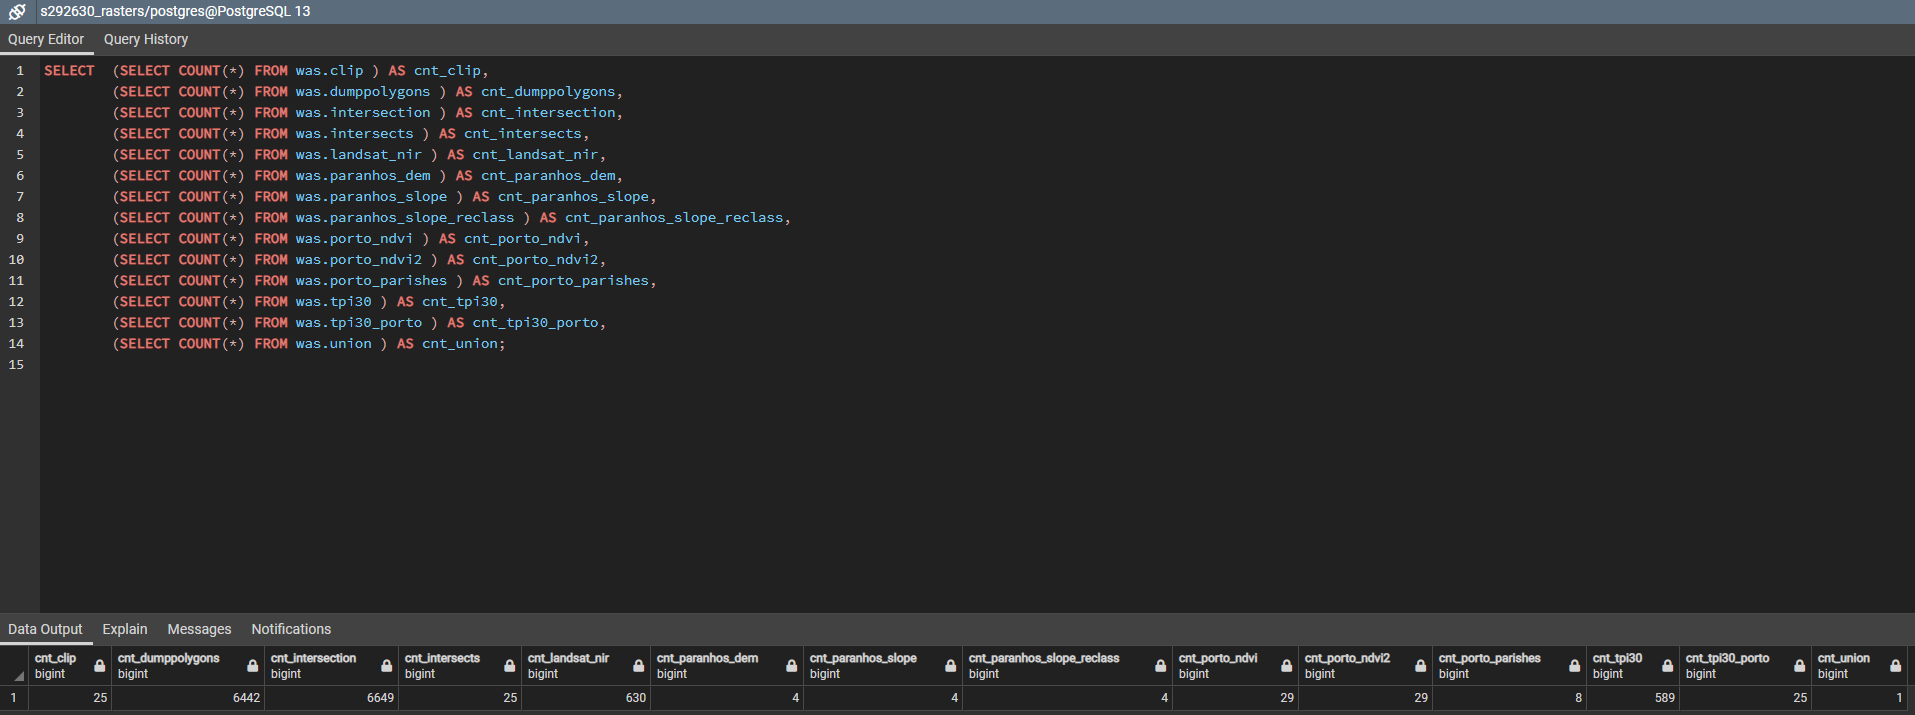 s292630_rasters/postgres@PostgreSQL 13
Query Editor Query History
1 SELECT (SELECT COUNT(*) FROM was.clip ) AS cnt_clip,
2 (SELECT COUNT(*) FROM was.dumppolygons ) AS cnt_dumppolygons,
3 (SELECT COUNT(*) FROM was.intersection ) AS cnt_intersection,
4 (SELECT COUNT(*) FROM was.intersects ) AS cnt_intersects,
5 (SELECT COUNT(*) FROM was.landsat_nir ) AS cnt_landsat_nir,
6 (SELECT COUNT(*) FROM was.paranhos_dem ) AS cnt_paranhos_dem,
7 (SELECT COUNT(*) FROM was.paranhos_slope ) AS cnt_paranhos_slope,
8 (SELECT COUNT(*) FROM was.paranhos_slope_reclass ) AS cnt_paranhos_slope_reclass,
9 (SELECT COUNT(*) FROM was.porto_ndvi ) AS cnt_porto_ndvi,
10 (SELECT COUNT(*) FROM was.porto_ndvi2 ) AS cnt_porto_ndvi2,
11 (SELECT COUNT(*) FROM was.porto_parishes ) AS cnt_porto_parishes,
12 (SELECT COUNT(*) FROM was.tpi30 ) AS cnt_tpi30,
13 (SELECT COUNT(*) FROM was.tpi30_porto ) AS cnt_tpi30_porto,
14 (SELECT COUNT(*) FROM was.union ) AS cnt_union;
15
Data Output Explain Messages Notifications
cnt_clip cnt_dumppolygons cnt_intersection cnt_intersects cnt_landsat_nir cnt_paranhos_dem cnt_paranhos_slope cnt_paranhos_slope_reclass cnt_porto_ndvi cnt_porto_ndvi2 cnt_porto_parishes cnt_tpi30 cnt_tpi30_porto cnt_union
bigint bigint bigint bigint bigint bigint bigint bigint bigint bigint bigint bigint bigint bigint
1 25 6442 6649 25 630 4 4 4 29 29 8 589 25 1